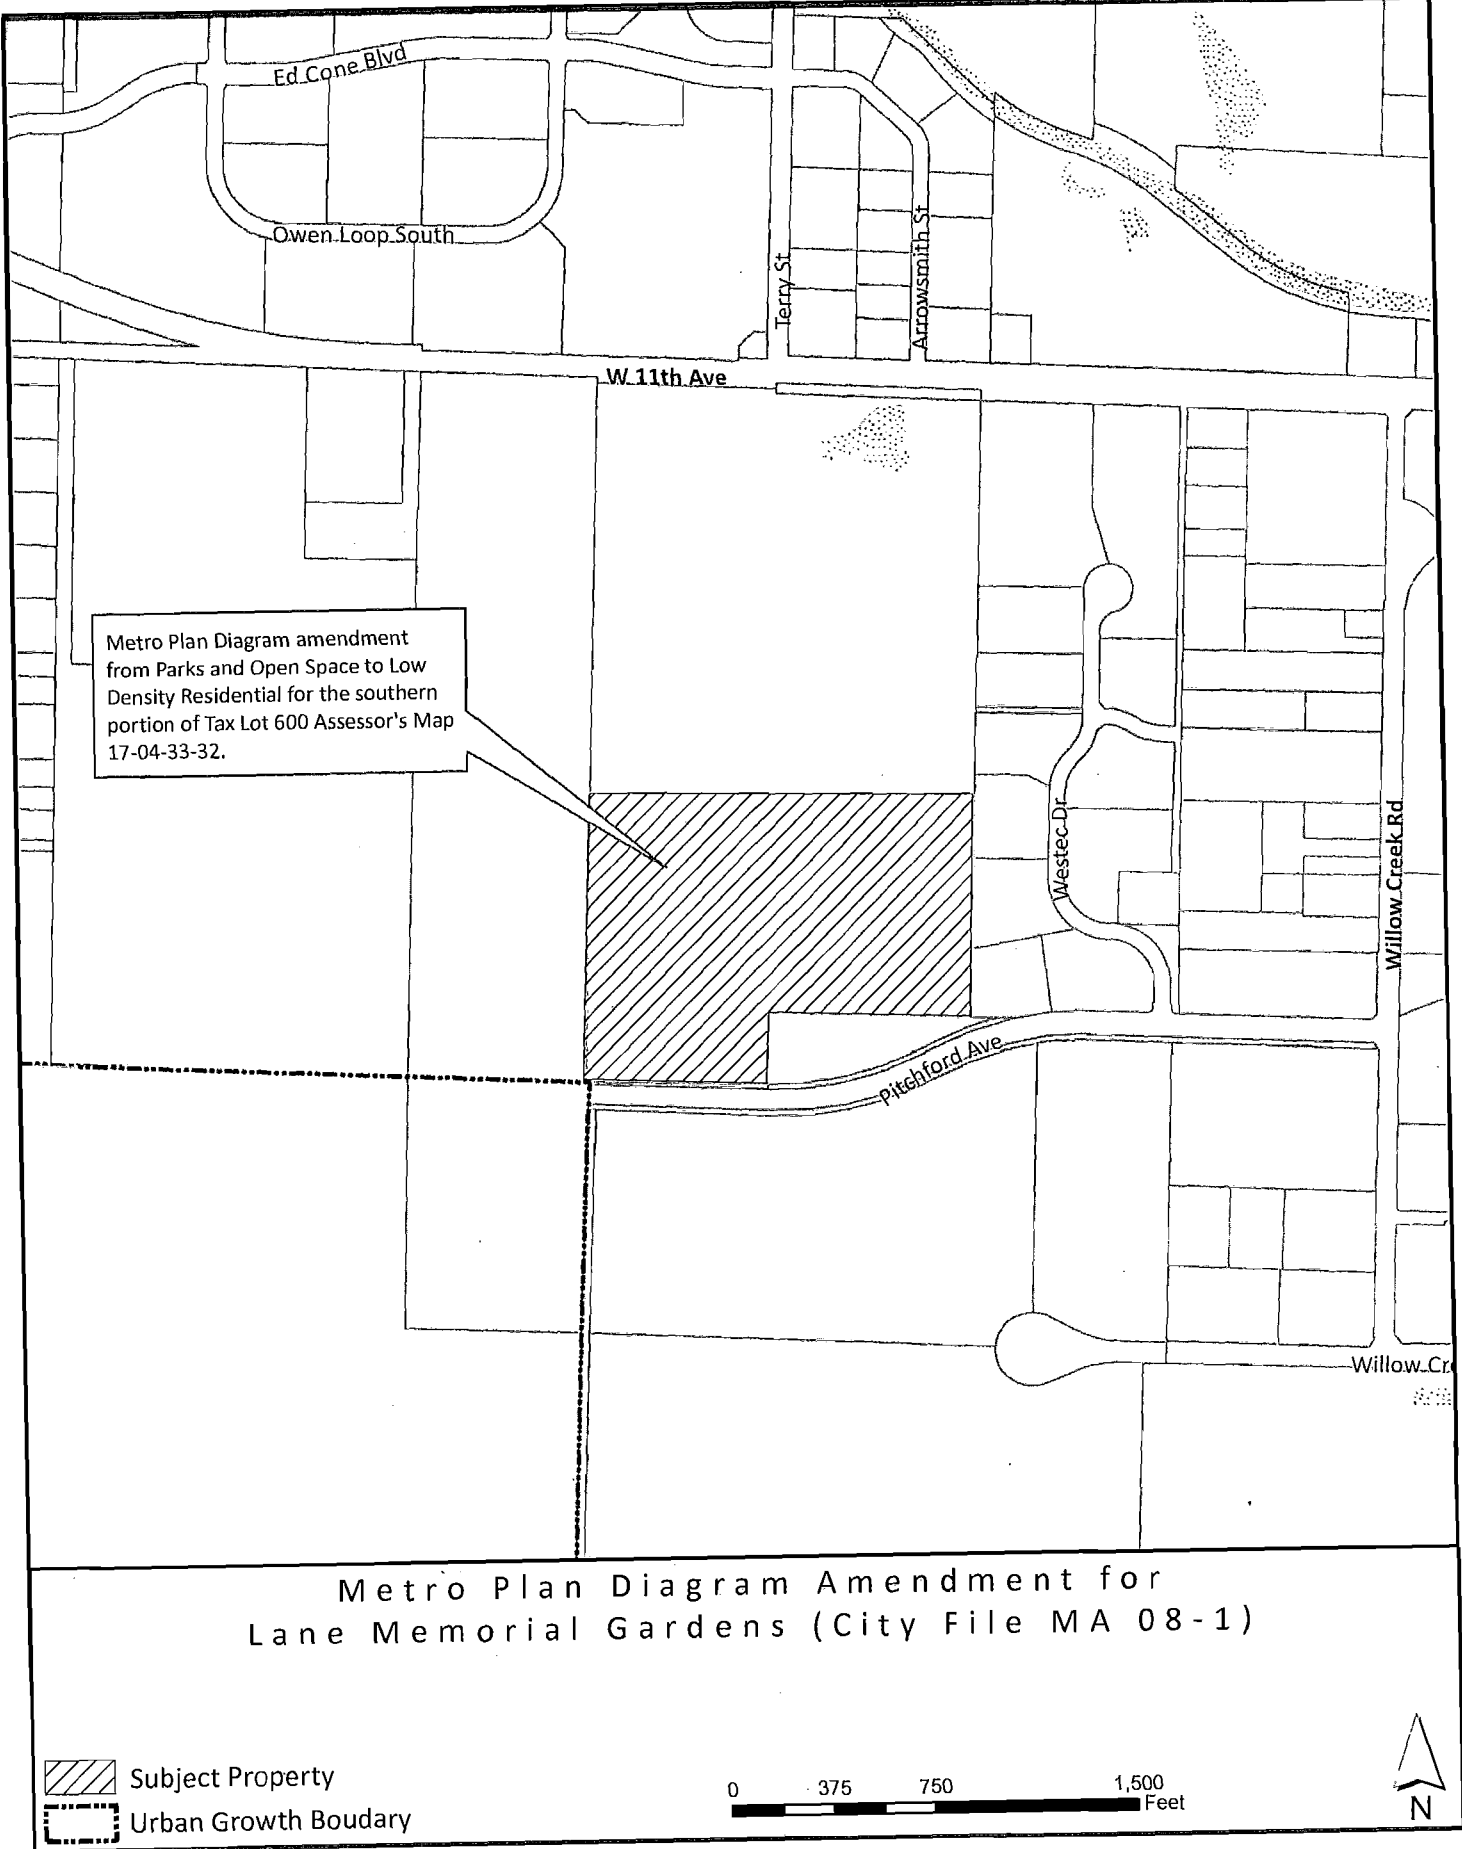 Ed Cone Blvd
Owen Loop South
Terry St
Arrowsmith St
W 11th Ave
Metro Plan Diagram amendment
from Parks and Open Space to Low
Density Residential for the southern
portion of Tax Lot 600 Assessor's Map
17-04-33-32.
Westec Dr
Willow Creek Rd
Pitchford Ave
Willow Cr
Metro Plan Diagram Amendment for
Lane Memorial Gardens (City File MA 08-1)
Subject Property
Urban Growth Boudary
0 375 750 1,500
Feet
N